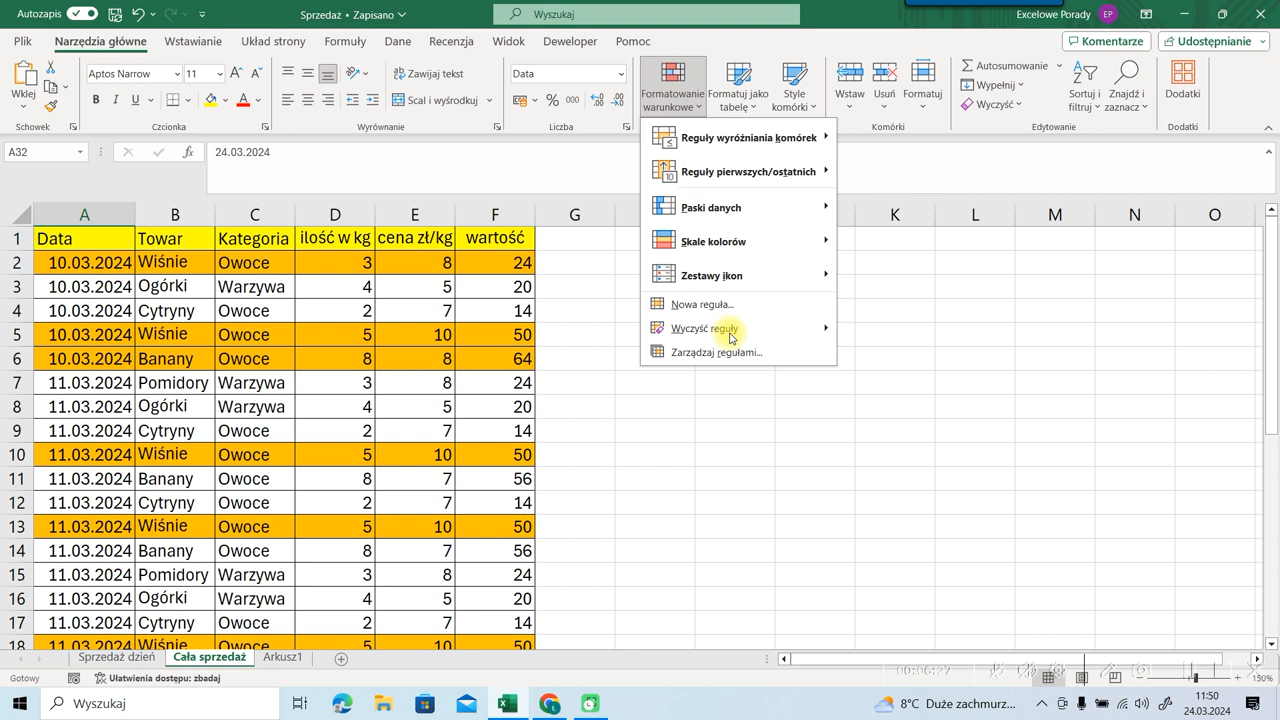 Autozapis
Sprzedaż • Zapisano
Wyszukaj
Excelowe Porady
EP
Plik
Narzędzia główne
Wstawianie
Układ strony
Formuły
Dane
Recenzja
Widok
Deweloper
Pomoc
Komentarze
Udostępnianie
Wklej
Aptos Narrow
11
Zawijaj tekst
Scal i wyśrodkuj
Data
Formatowanie warunkowe
Formatuj jako tabelę
Style komórki
Wstaw
Usuń
Formatuj
Autosumowanie
Wypełnij
Wyczyść
Sortuj i filtruj
Znajdź i zaznacz
Dodatki
Schowek
Czcionka
Wyrównanie
Liczba
Komórki
Edytowanie
Dodatki
Reguły wyróżniania komórek
Reguły pierwszych/ostatnich
Paski danych
Skale kolorów
Zestawy ikon
Nowa reguła...
Wyczyść reguły
Zarządzaj regułami...
A32
24.03.2024
A B C D E F G K L M N O
1 Data Towar Kategoria ilość w kg cena zł/kg wartość
2 10.03.2024 Wiśnie Owoce 3 8 24
3 10.03.2024 Ogórki Warzywa 4 5 20
4 10.03.2024 Cytryny Owoce 2 7 14
5 10.03.2024 Wiśnie Owoce 5 10 50
6 10.03.2024 Banany Owoce 8 8 64
7 11.03.2024 Pomidory Warzywa 3 8 24
8 11.03.2024 Ogórki Warzywa 4 5 20
9 11.03.2024 Cytryny Owoce 2 7 14
10 11.03.2024 Wiśnie Owoce 5 10 50
11 11.03.2024 Banany Owoce 8 7 56
12 11.03.2024 Cytryny Owoce 2 7 14
13 11.03.2024 Wiśnie Owoce 5 10 50
14 11.03.2024 Banany Owoce 8 7 56
15 11.03.2024 Pomidory Warzywa 3 8 24
16 11.03.2024 Ogórki Warzywa 4 5 20
17 11.03.2024 Cytryny Owoce 2 7 14
18 11.03.2024 Wiśnie Owoce 5 10 50
Sprzedaż dzień
Cała sprzedaż
Arkusz1
Gotowy
Ułatwienia dostępu: zbadaj
00:06:27
130%
Wyszukaj
8°C Duże zachmurz...
11:50
24.03.2024